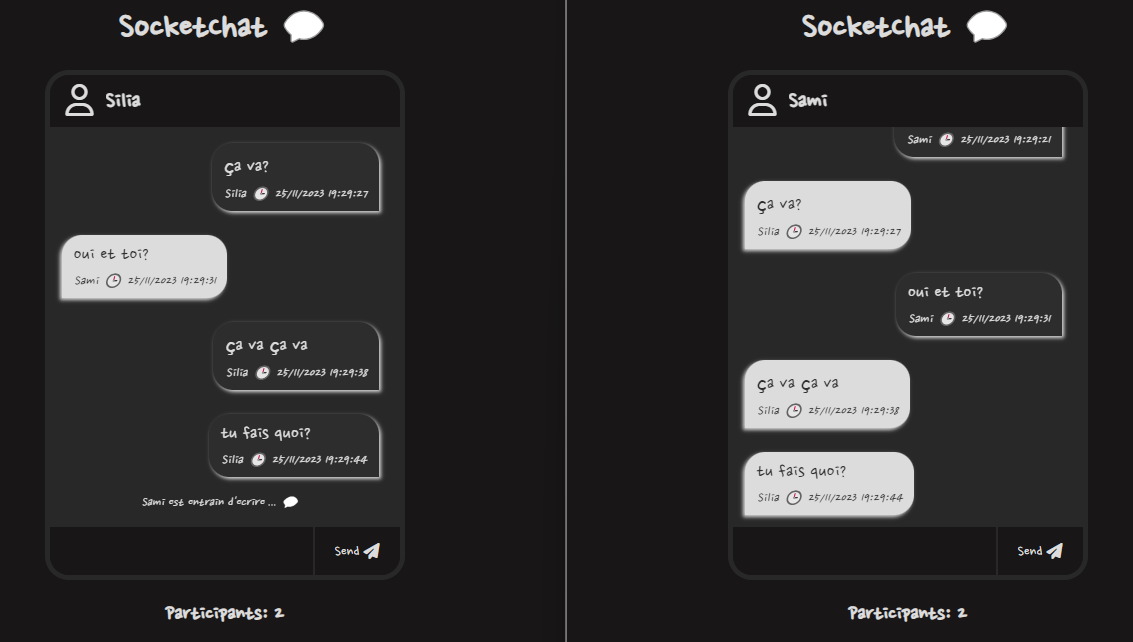 Socketchat
Silia
ça va?
Silia 25/11/2023 19:29:27
oui et toi?
Sami 25/11/2023 19:29:31
ça va ça va
Silia 25/11/2023 19:29:38
tu fais quoi?
Silia 25/11/2023 19:29:44
Sami est entrain d'ecrire ...
Send
Participants: 2
Socketchat
Sami
Sami 25/11/2023 19:29:21
ça va?
Silia 25/11/2023 19:29:27
oui et toi?
Sami 25/11/2023 19:29:31
ça va ça va
Silia 25/11/2023 19:29:38
tu fais quoi?
Silia 25/11/2023 19:29:44
Send
Participants: 2